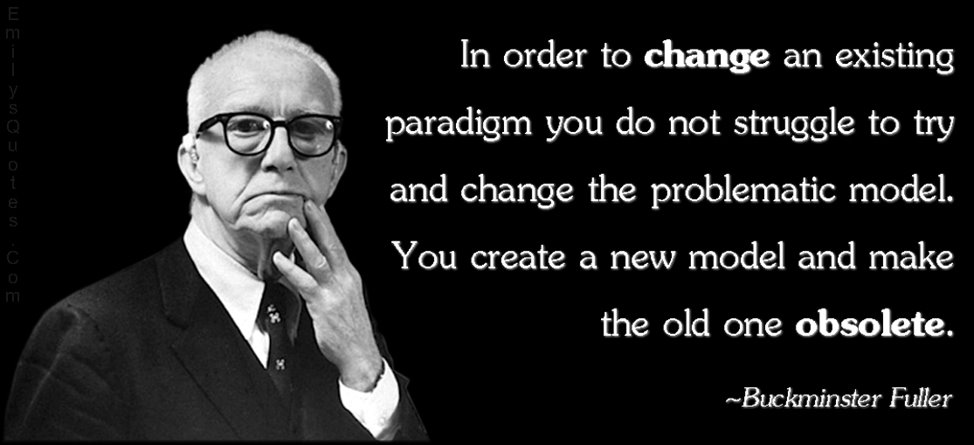 In order to change an existing
paradigm you do not struggle to try
and change the problematic model.
You create a new model and make
the old one obsolete.
~Buckminster Fuller
EmilysQuotes.Com